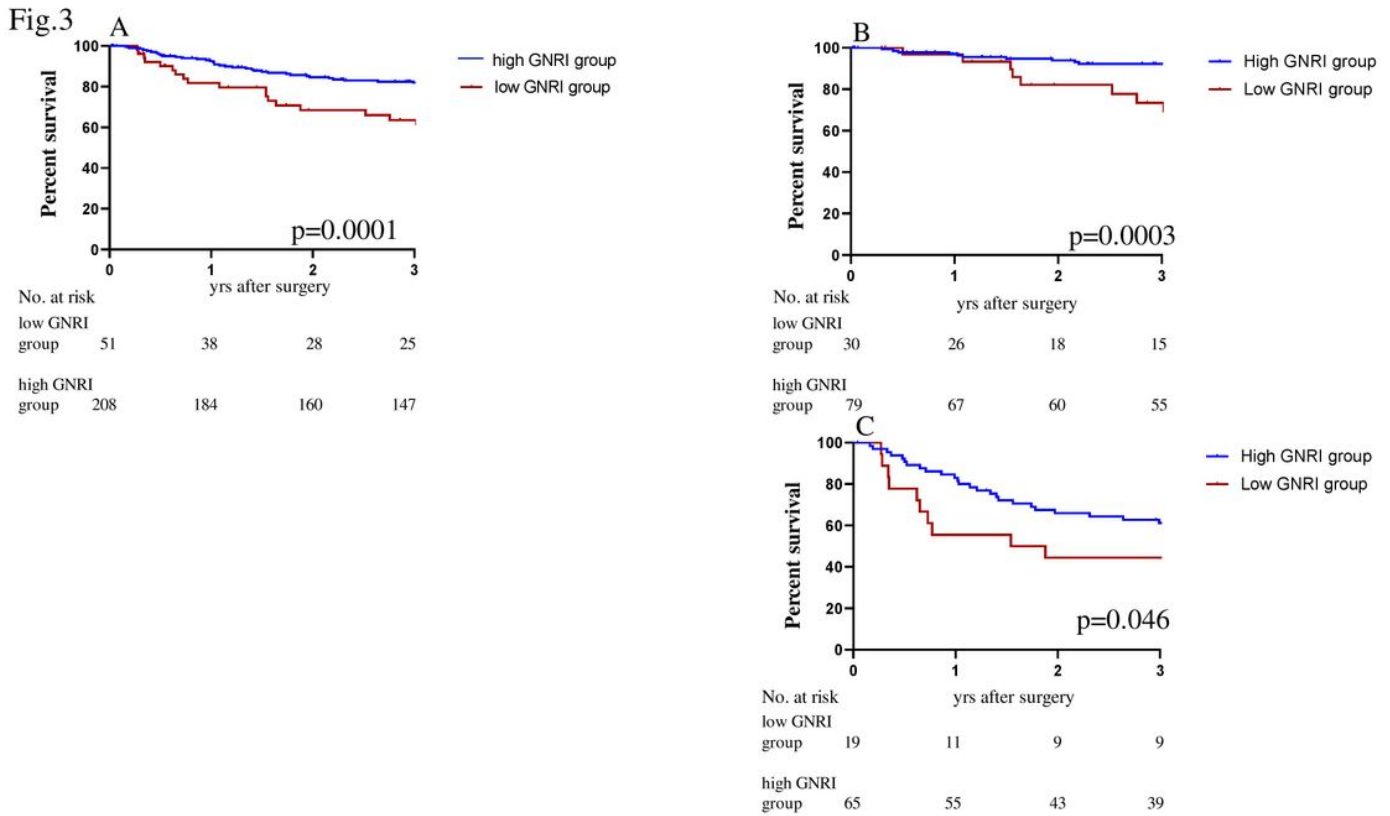 Fig.3
A
100
80
60
40
20
0
Percent survival
high GNRI group
low GNRI group
p=0.0001
0 1 2 3
yrs after surgery
No. at risk
low GNRI
group 51 38 28 25
high GNRI
group 208 184 160 147
B
100
80
60
40
20
0
Percent survival
High GNRI group
Low GNRI group
p=0.0003
0 1 2 3
yrs after surgery
No. at risk
low GNRI
group 30 26 18 15
high GNRI
group 79 67 60 55
C
100
80
60
40
20
0
Percent survival
High GNRI group
Low GNRI group
p=0.046
0 1 2 3
yrs after surgery
No. at risk
low GNRI
group 19 11 9 9
high GNRI
group 65 55 43 39